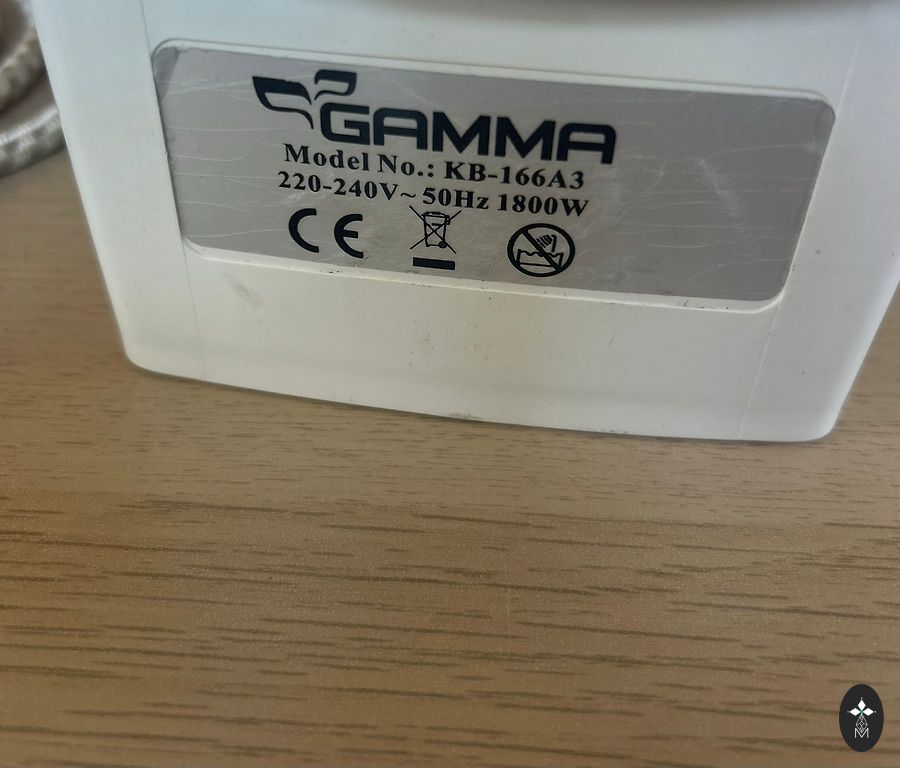 GAMMA
Model No.: KB-166A3
220-240V~ 50Hz 1800W
CE
M